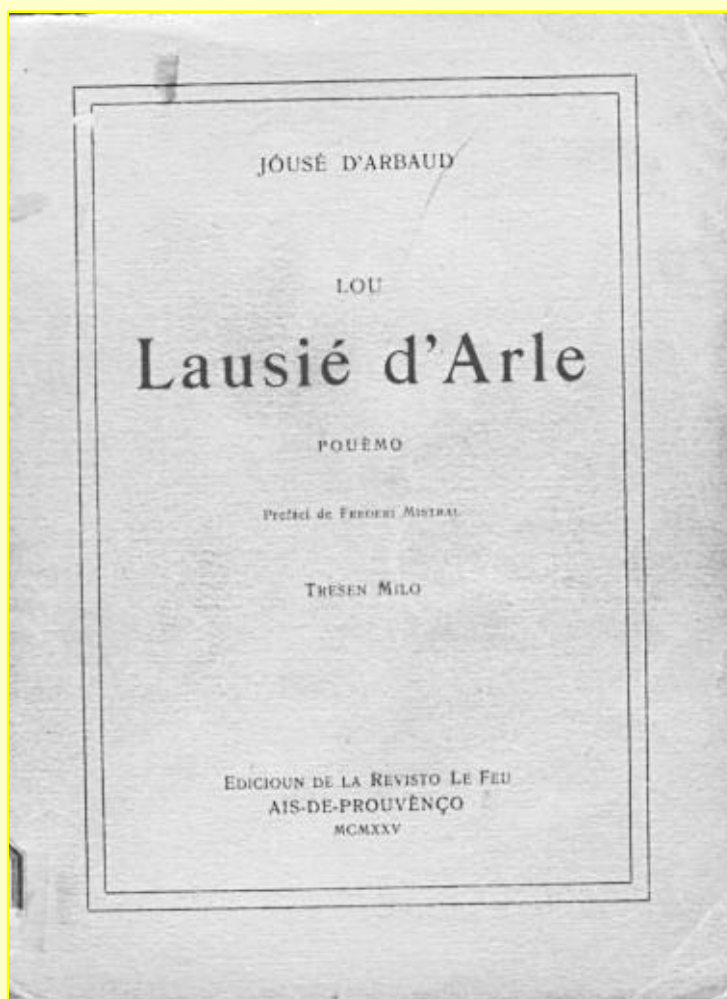 JÓUSÈ D'ARBAUD
LOU
Lausié d'Arle
POUÈMO
Prefàci de FREDERI MISTRAL
TRESEN MILO
EDICIOUN DE LA REVISTO LE FEU
AIS-DE-PROUVÈNÇO
MCMXXV